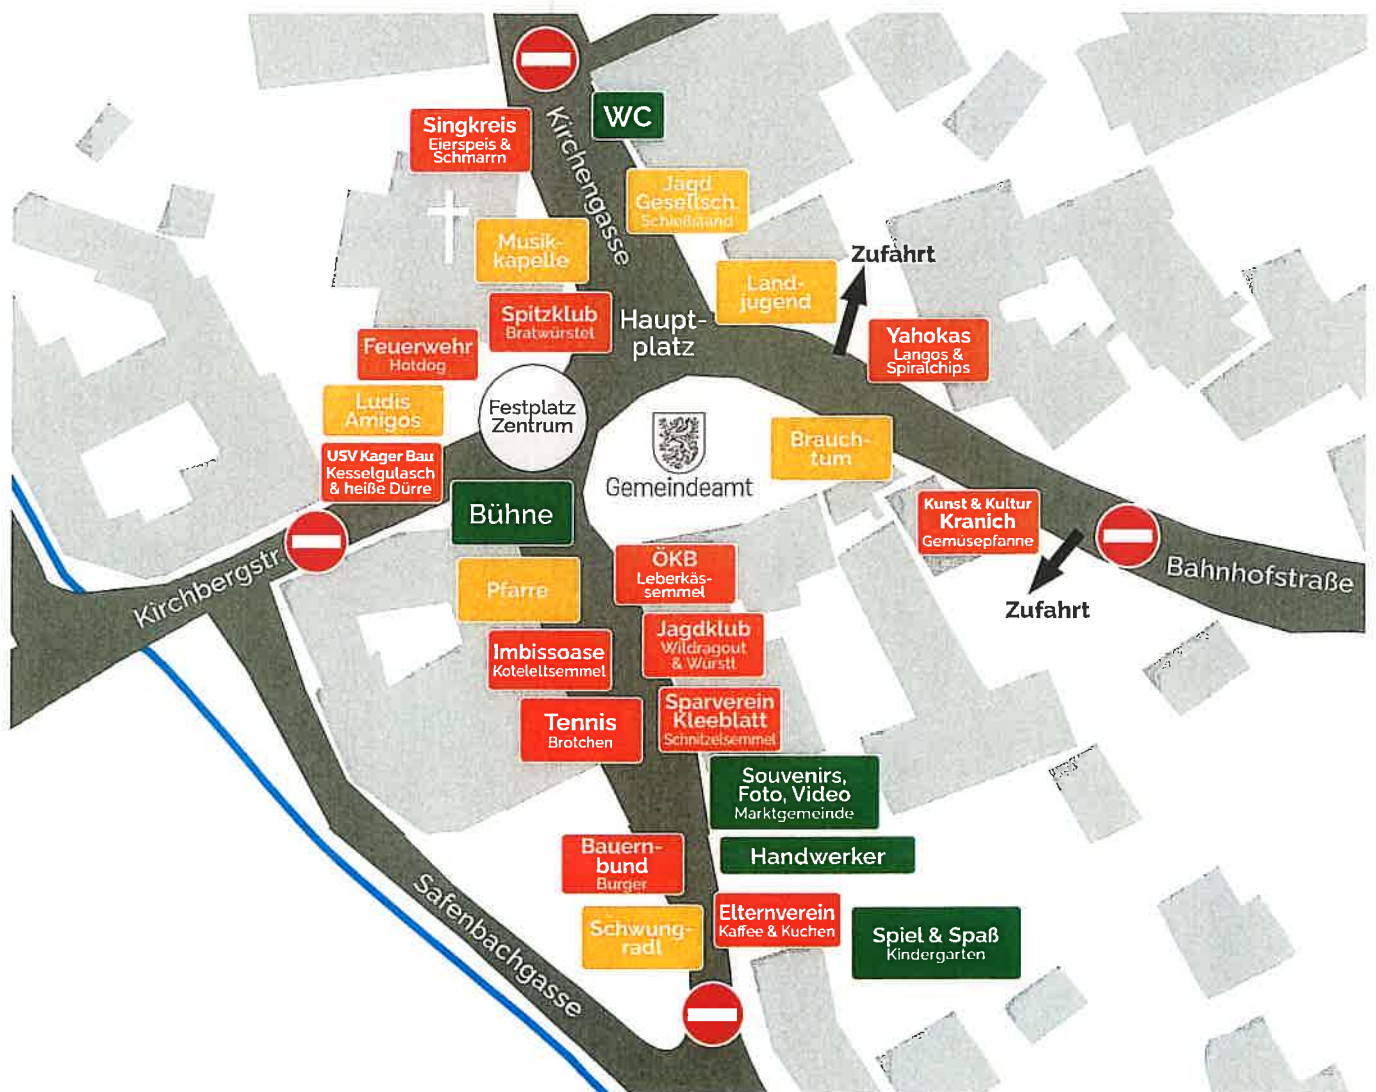 WC
Singkreis
Eierspeis &
Schmarrn
Kirchengasse
Jagd
Gesellsch.
Schießstand
Musik-
kapelle
Zufahrt
Land-
jugend
Spitzklub
Bratwürstel
Haupt-
platz
Yahokas
Langos &
Spiralchips
Feuerwehr
Hotdog
Ludis
Amigos
Festplatz
Zentrum
Brauch-
tum
USV Kager Bau
Kesselgulasch
& heiße Dürre
Gemeindeamt
Bühne
Kunst & Kultur
Kranich
Gemüsepfanne
Kirchbergstr.
Bahnhofstraße
Zufahrt
Pfarre
ÖKB
Leberkäs-
semmel
Imbissoase
Kotelettsemmel
Jagdklub
Wildragout
& Würstl
Tennis
Brötchen
Sparverein
Kleeblatt
Schnitzelsemmel
Souvenirs,
Foto, Video
Marktgemeinde
Handwerker
Bauern-
bund
Burger
Safenbachgasse
Schwung-
radl
Elternverein
Kaffee & Kuchen
Spiel & Spaß
Kindergarten